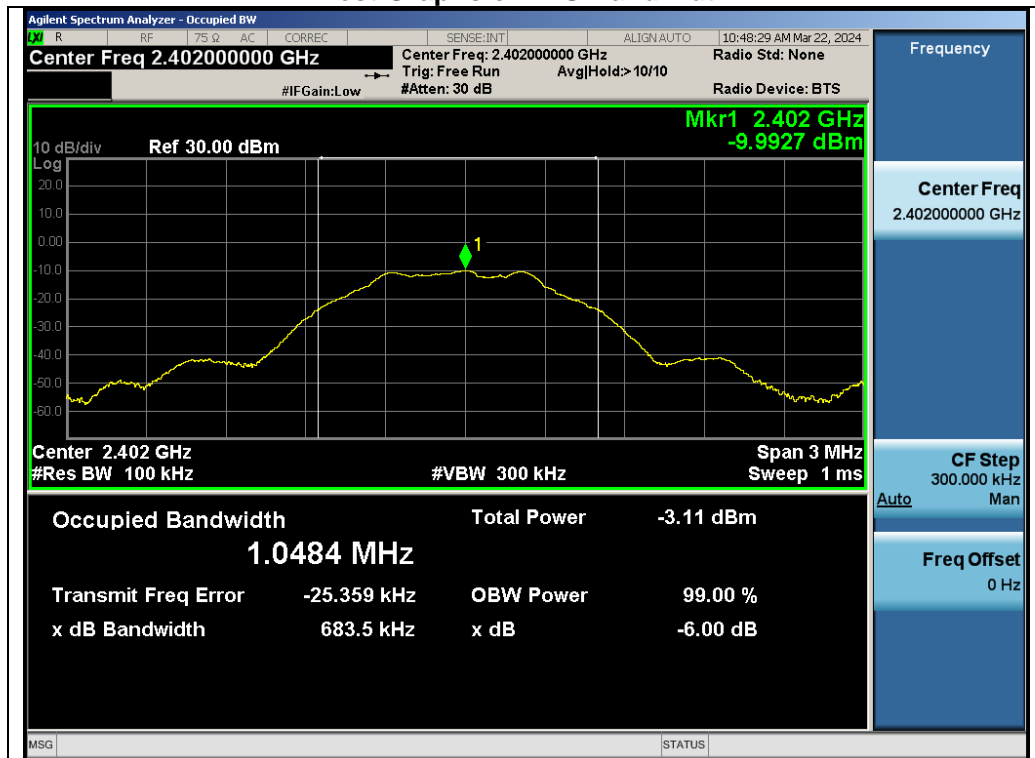 Agilent Spectrum Analyzer - Occupied BW
LXI R RF 75 Ω AC CORREC SENSE:INT ALIGNAUTO 10:48:29 AM Mar 22, 2024
Center Freq 2.402000000 GHz
Center Freq: 2.402000000 GHz Radio Std: None
Trig: Free Run Avg|Hold:>10/10
#IFGain:Low #Atten: 30 dB Radio Device: BTS
Mkr1 2.402 GHz
10 dB/div Ref 30.00 dBm -9.9927 dBm
Log
20.0
10.0
0.00
1
-10.0
-20.0
-30.0
-40.0
-50.0
-60.0
Center 2.402 GHz Span 3 MHz
#Res BW 100 kHz #VBW 300 kHz Sweep 1 ms
Occupied Bandwidth Total Power -3.11 dBm
1.0484 MHz
Transmit Freq Error -25.359 kHz OBW Power 99.00 %
x dB Bandwidth 683.5 kHz x dB -6.00 dB
MSG STATUS
Frequency
Center Freq
2.402000000 GHz
CF Step
300.000 kHz
Auto Man
Freq Offset
0 Hz